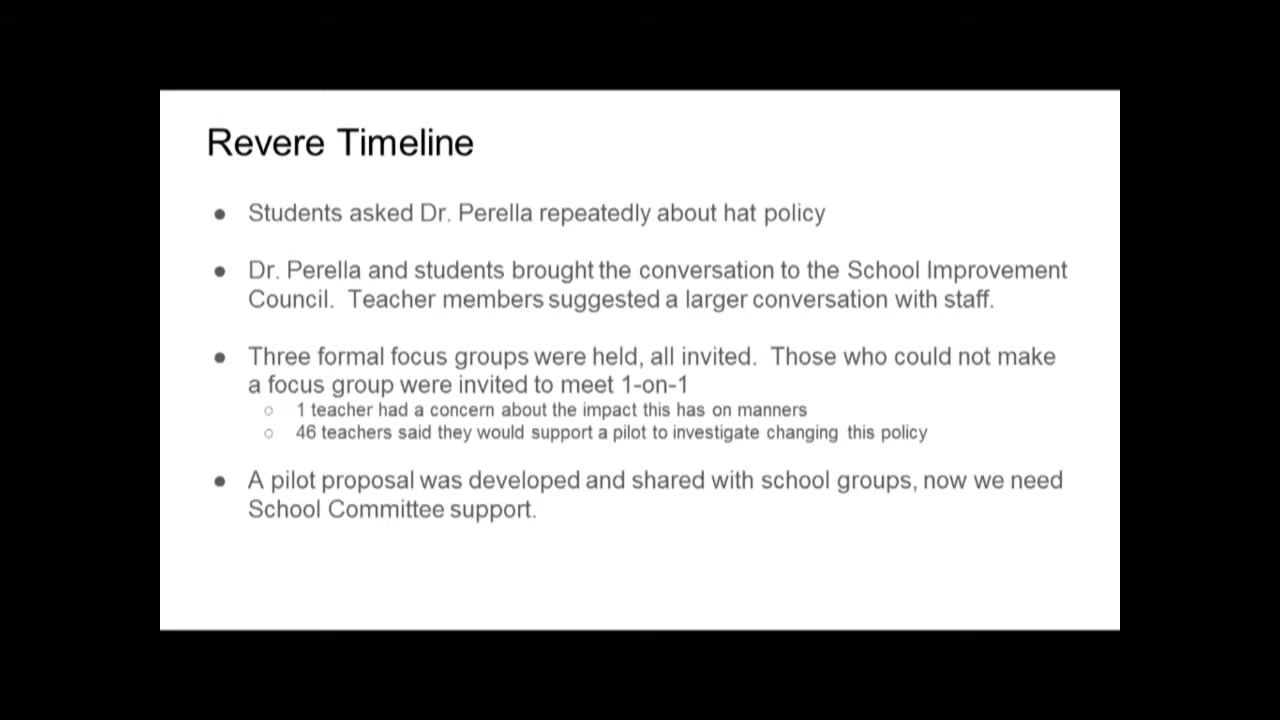 Revere Timeline
● Students asked Dr. Perella repeatedly about hat policy
● Dr. Perella and students brought the conversation to the School Improvement
Council.  Teacher members suggested a larger conversation with staff.
● Three formal focus groups were held, all invited.  Those who could not make
a focus group were invited to meet 1-on-1
○ 1 teacher had a concern about the impact this has on manners
○ 46 teachers said they would support a pilot to investigate changing this policy
● A pilot proposal was developed and shared with school groups, now we need
School Committee support.